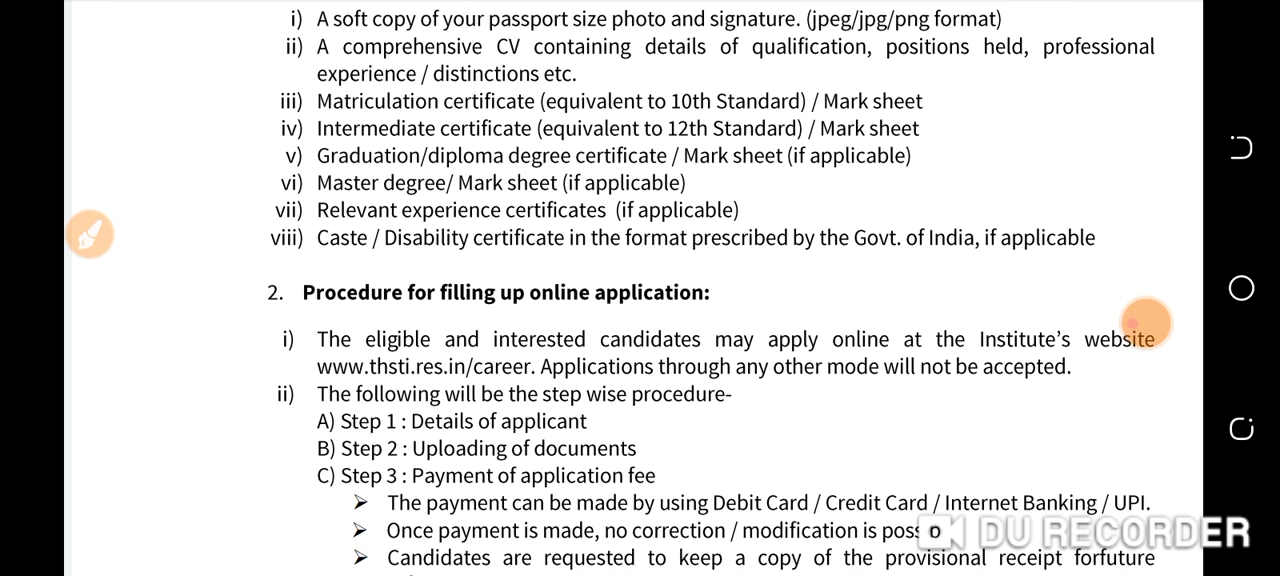 i) A soft copy of your passport size photo and signature. (jpeg/jpg/png format)
ii) A comprehensive CV containing details of qualification, positions held, professional
experience / distinctions etc.
iii) Matriculation certificate (equivalent to 10th Standard) / Mark sheet
iv) Intermediate certificate (equivalent to 12th Standard) / Mark sheet
v) Graduation/diploma degree certificate / Mark sheet (if applicable)
vi) Master degree/ Mark sheet (if applicable)
vii) Relevant experience certificates (if applicable)
viii) Caste / Disability certificate in the format prescribed by the Govt. of India, if applicable
2. Procedure for filling up online application:
i) The eligible and interested candidates may apply online at the Institute's website
www.thsti.res.in/career. Applications through any other mode will not be accepted.
ii) The following will be the step wise procedure-
A) Step 1 : Details of applicant
B) Step 2 : Uploading of documents
C) Step 3 : Payment of application fee
➢ The payment can be made by using Debit Card / Credit Card / Internet Banking / UPI.
➢ Once payment is made, no correction / modification is
DU RECORDER
➢ Candidates are requested to keep a copy of the provisional receipt forfuture